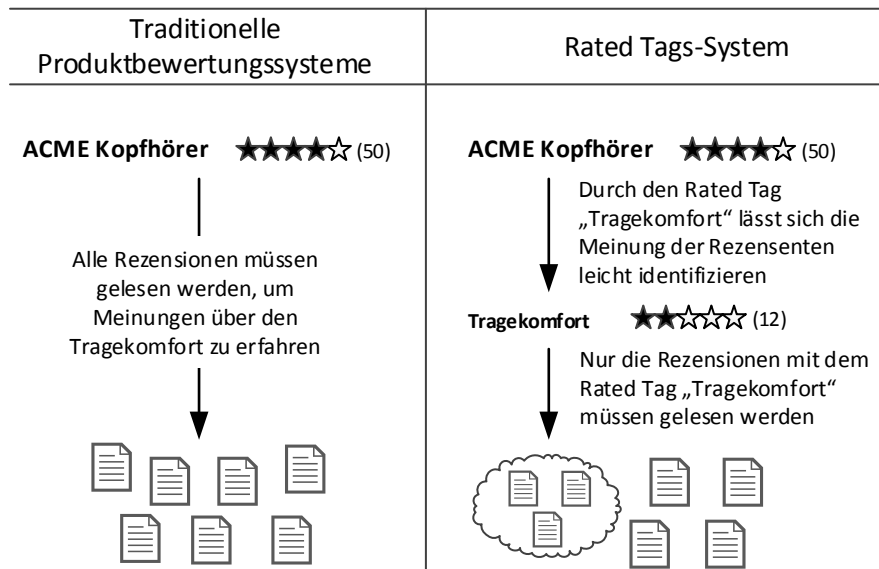 Traditionelle
Produktbewertungssysteme
Rated Tags-System
ACME Kopfhörer ★★★★☆ (50)
Alle Rezensionen müssen
gelesen werden, um
Meinungen über den
Tragekomfort zu erfahren
ACME Kopfhörer ★★★★☆ (50)
Durch den Rated Tag
„Tragekomfort“ lässt sich die
Meinung der Rezensenten
leicht identifizieren
Tragekomfort ★★☆☆☆ (12)
Nur die Rezensionen mit dem
Rated Tag „Tragekomfort“
müssen gelesen werden